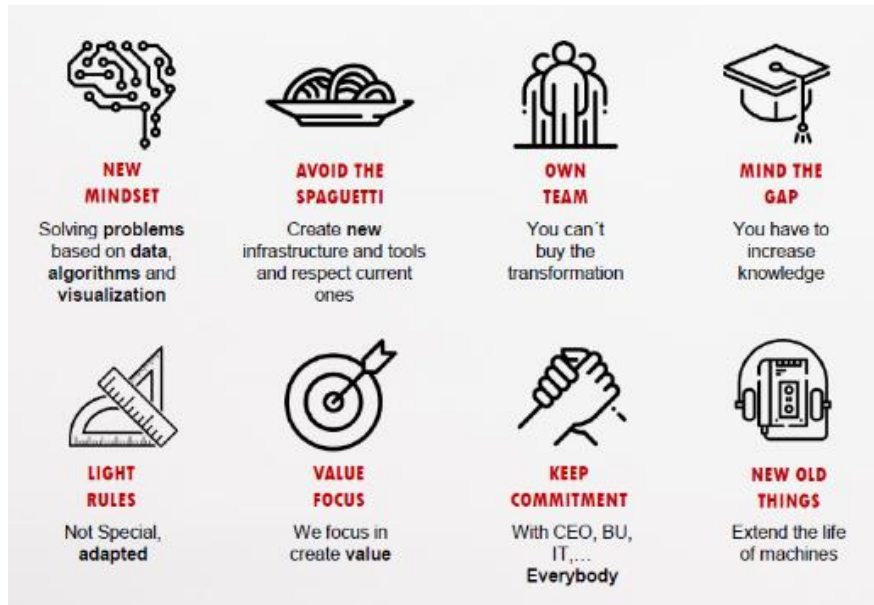 NEW
MINDSET
Solving problems
based on data,
algorithms and
visualization
AVOID THE
SPAGUETTI
Create new
infrastructure and tools
and respect current
ones
OWN
TEAM
You can´t
buy the
transformation
MIND THE
GAP
You have to
increase
knowledge
LIGHT
RULES
Not Special,
adapted
VALUE
FOCUS
We focus in
create value
KEEP
COMMITMENT
With CEO, BU,
IT,...
Everybody
NEW OLD
THINGS
Extend the life
of machines